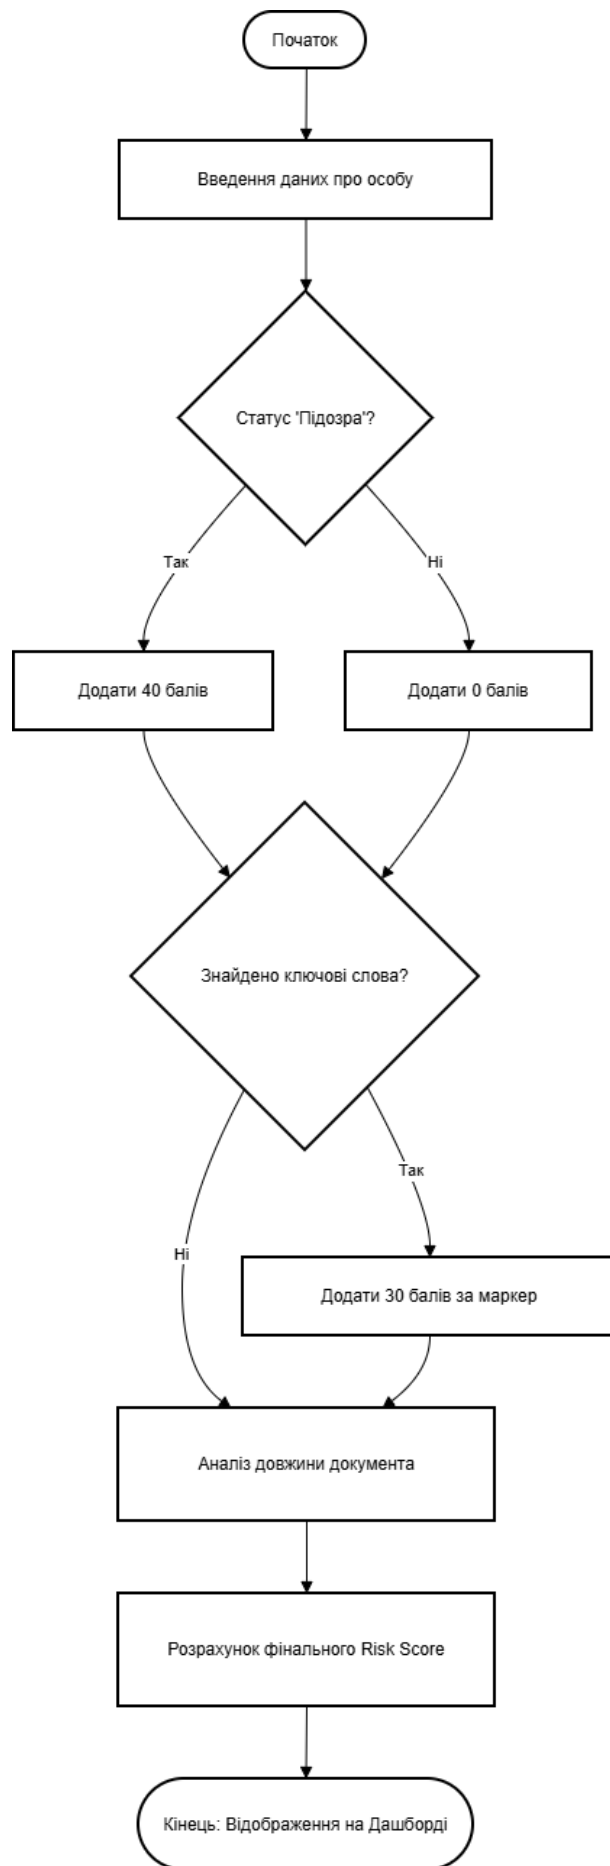 Початок
Введення даних про особу
Статус 'Підозра'?
Так
Ні
Додати 40 балів
Додати 0 балів
Знайдено ключові слова?
Так
Ні
Додати 30 балів за маркер
Аналіз довжини документа
Розрахунок фінального Risk Score
Кінець: Відображення на Дашборді